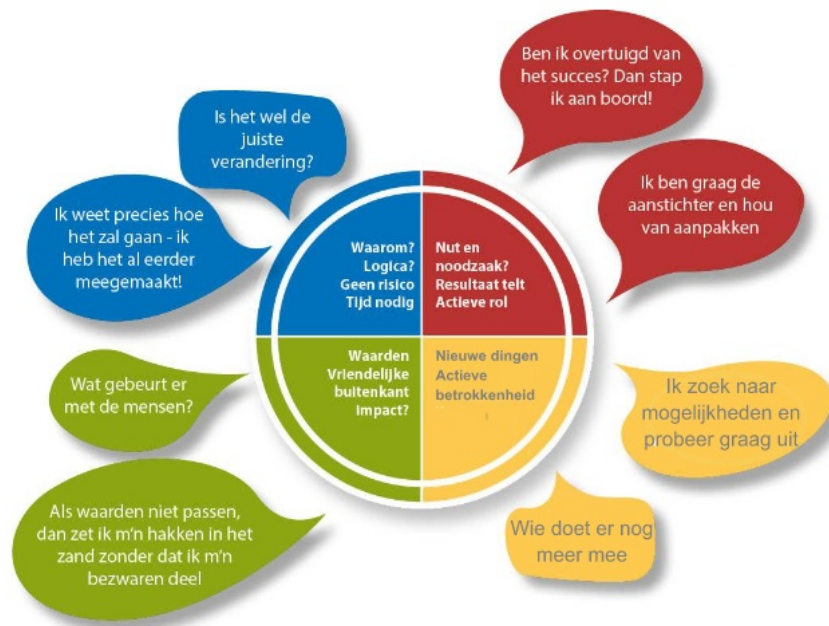 Is het wel de
juiste
verandering?
Ik weet precies hoe
het zal gaan - ik
heb het al eerder
meegemaakt!
Ben ik overtuigd van
het succes? Dan stap
ik aan boord!
Ik ben graag de
aanstichter en hou
van aanpakken
Waarom?
Logica?
Geen risico
Tijd nodig
Nut en
noodzaak?
Resultaat telt
Actieve rol
Waarden
Vriendelijke
buitenkant
Impact?
Nieuwe dingen
Actieve
betrokkenheid
Wat gebeurt er
met de mensen?
Als waarden niet passen,
dan zet ik m'n hakken in het
zand zonder dat ik m'n
bezwaren deel
Ik zoek naar
mogelijkheden en
probeer graag uit
Wie doet er nog
meer mee